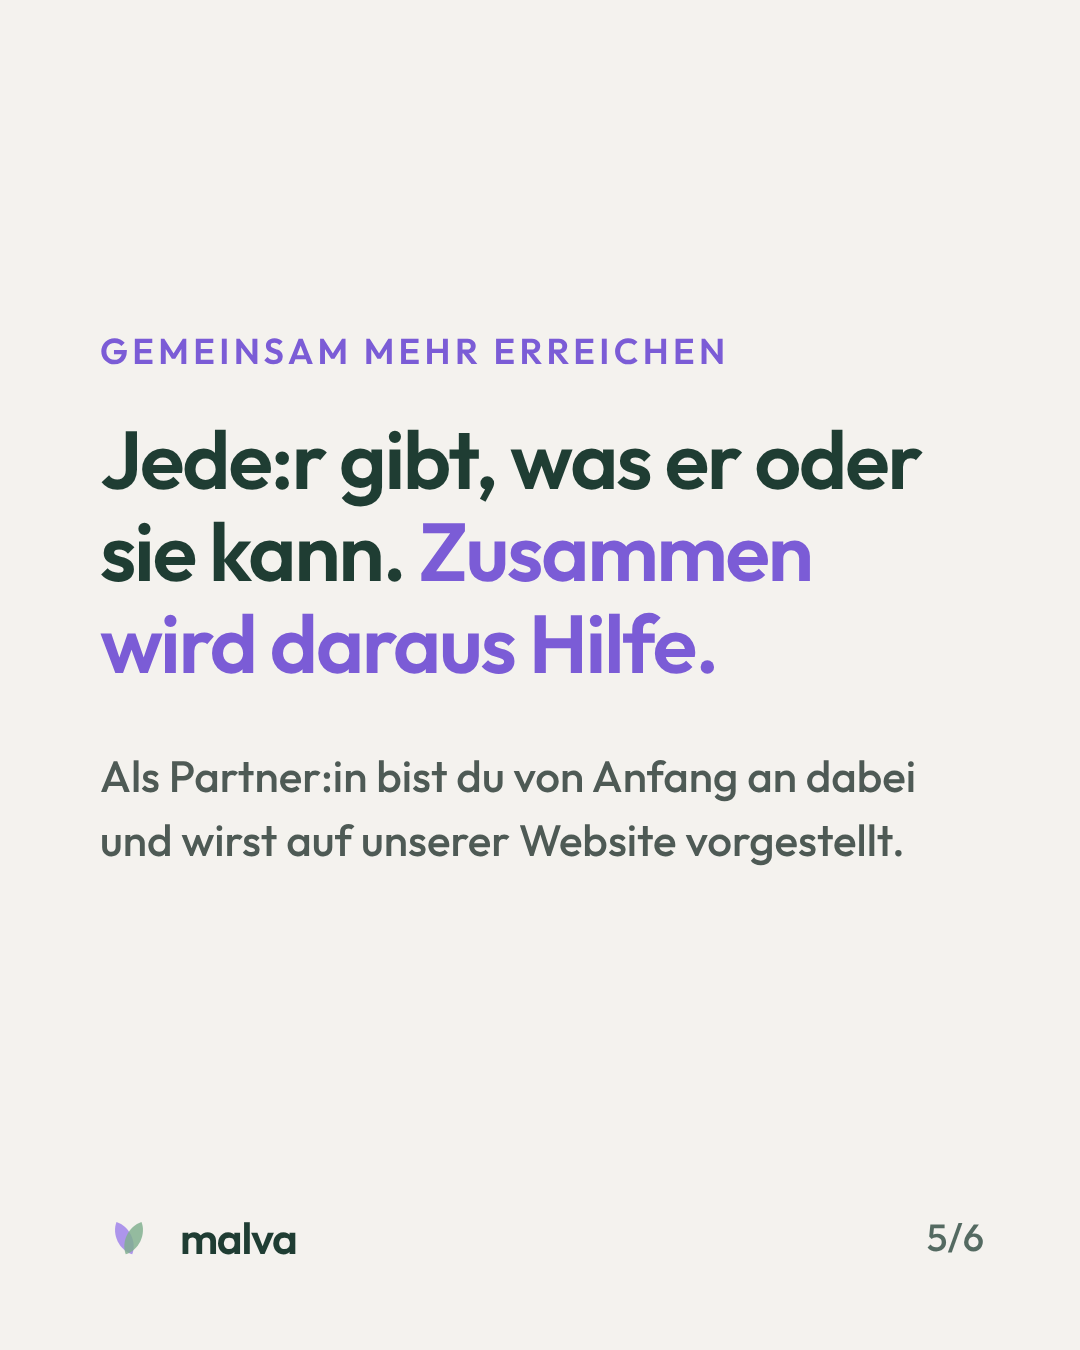 GEMEINSAM MEHR ERREICHEN
Jede:r gibt, was er oder
sie kann. Zusammen
wird daraus Hilfe.
Als Partner:in bist du von Anfang an dabei
und wirst auf unserer Website vorgestellt.
malva
5/6